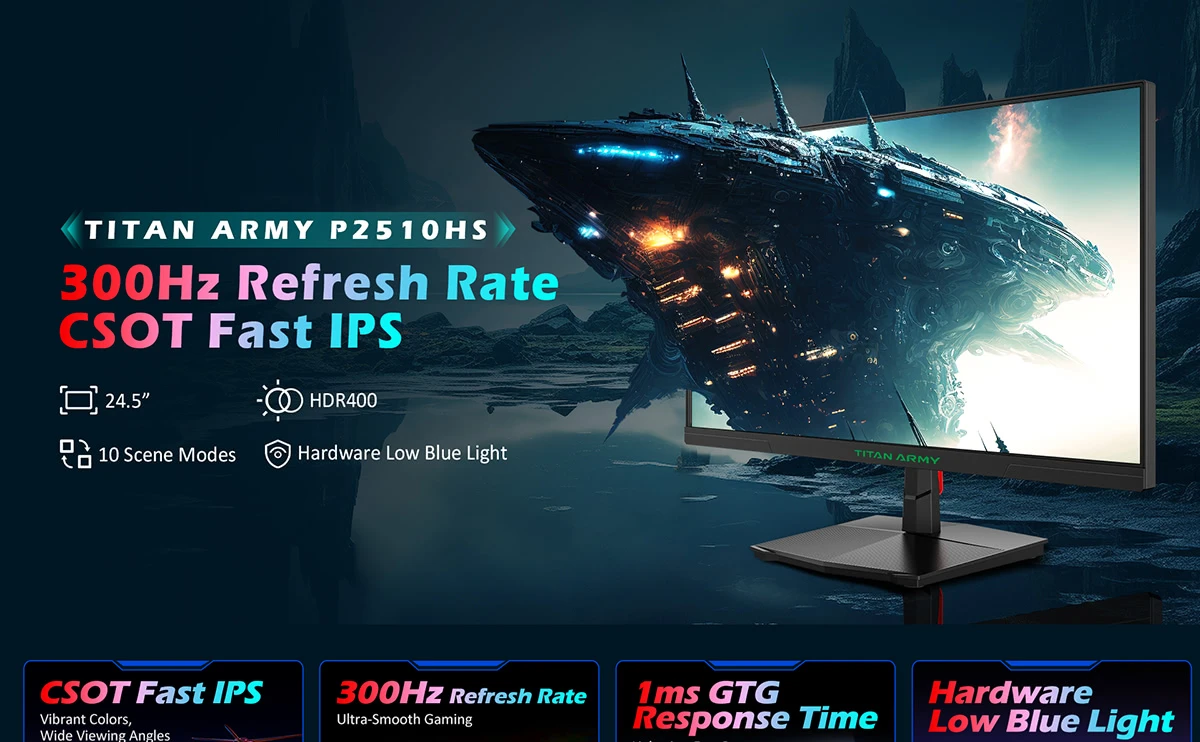 TITAN ARMY P2510HS
300Hz Refresh Rate
CSOT Fast IPS
24.5”
HDR400
10 Scene Modes
Hardware Low Blue Light
TITAN ARMY
CSOT Fast IPS
Vibrant Colors,
Wide Viewing Angles
300Hz Refresh Rate
Ultra-Smooth Gaming
1ms GTG
Response Time
Hardware
Low Blue Light